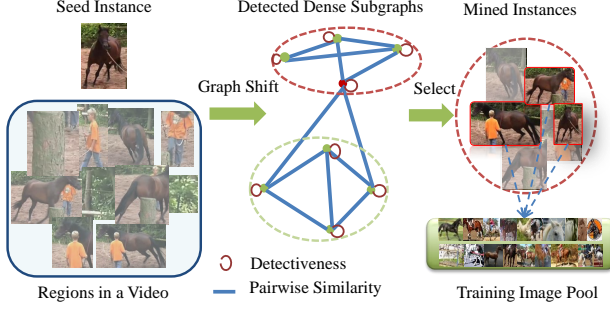 Seed Instance
Detected Dense Subgraphs
Mined Instances
Graph Shift
Select
Detectiveness
Pairwise Similarity
Regions in a Video
Training Image Pool